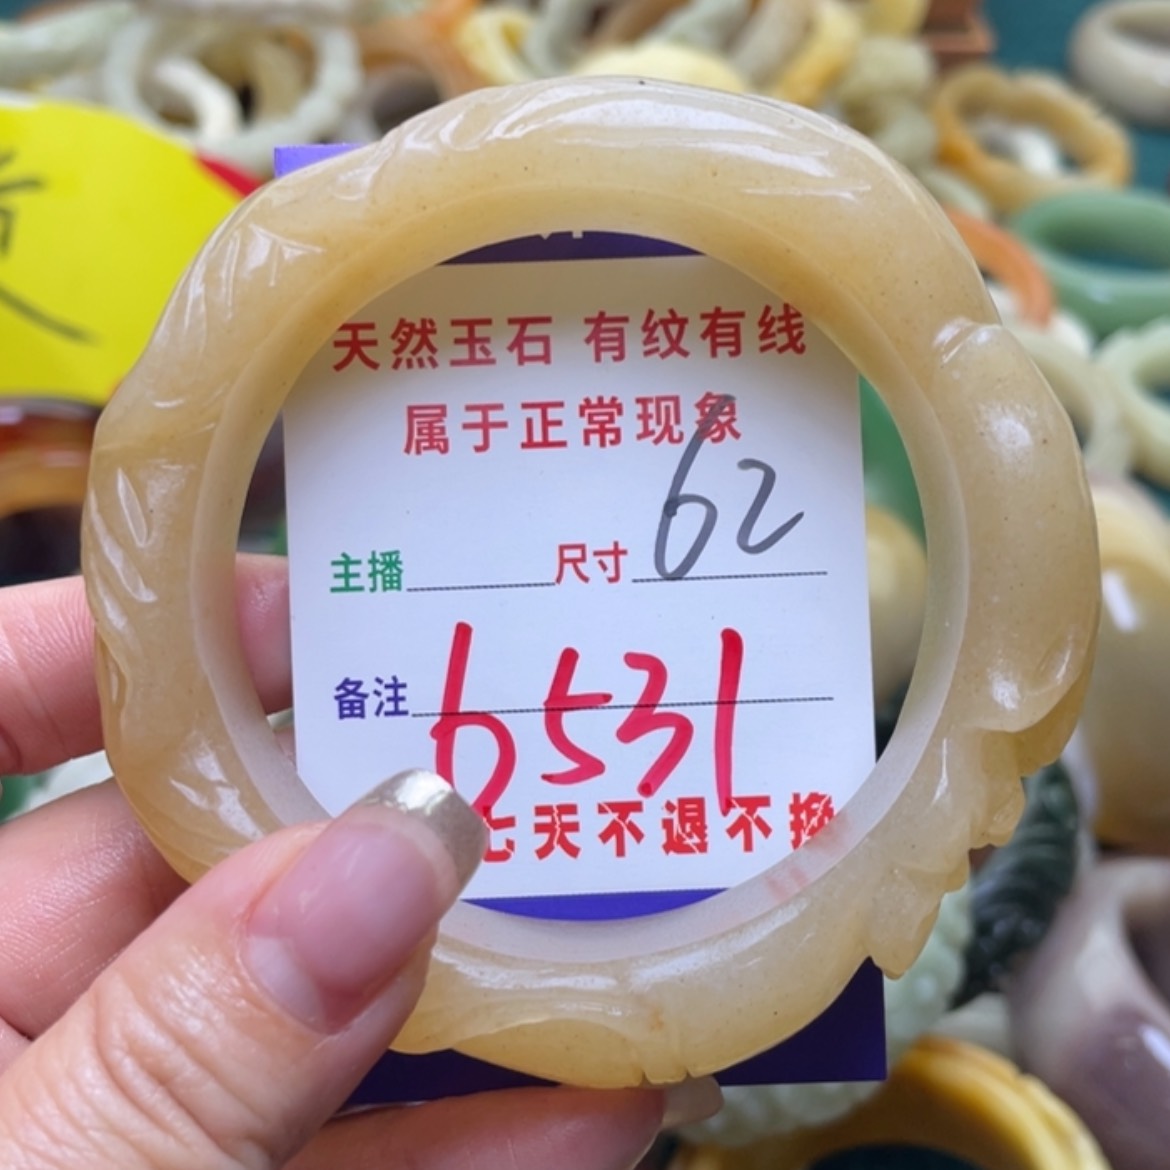 天然玉石 有纹有线
属于正常现象
主播 尺寸 62
备注 6531
七天不退不换